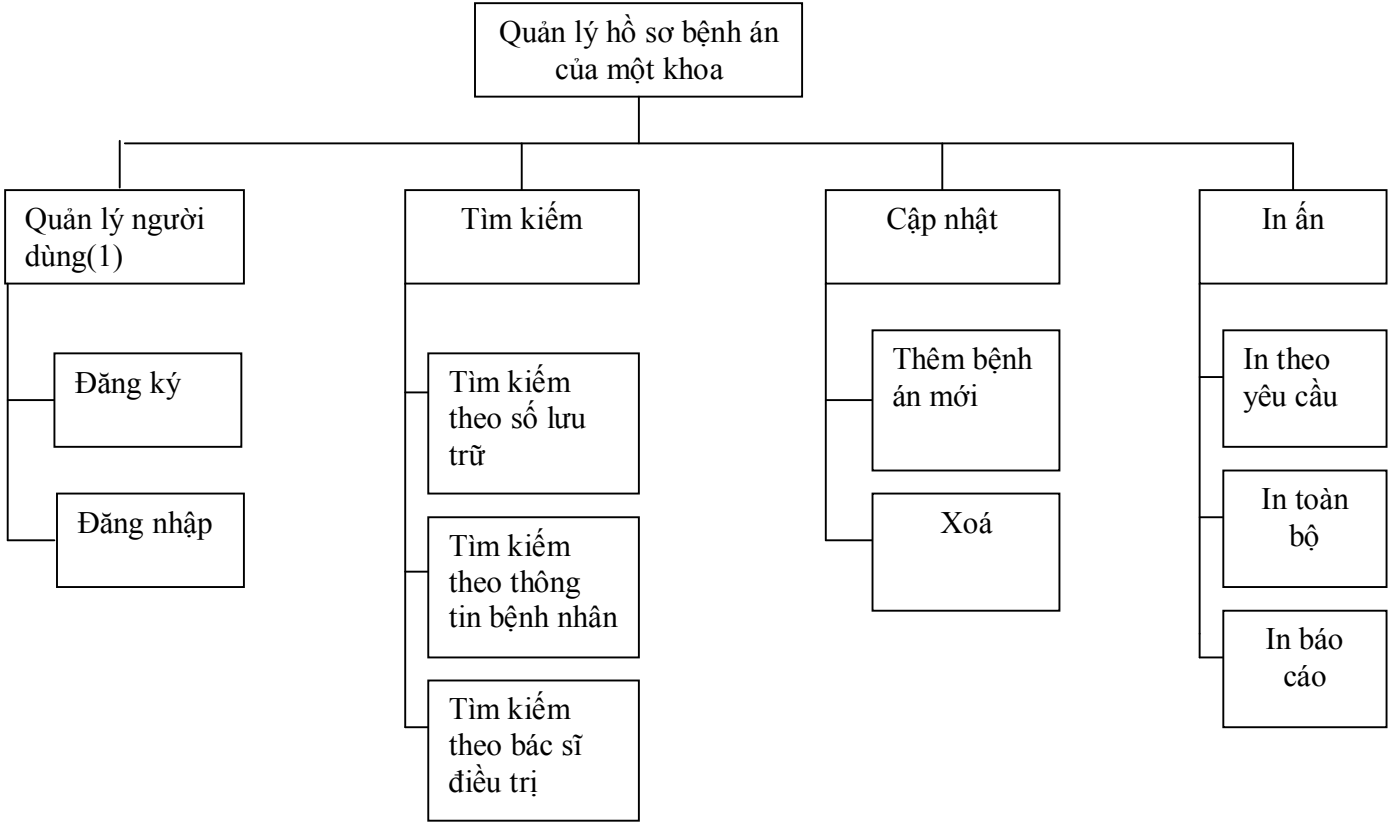 Quản lý hồ sơ bệnh án
của một khoa
Quản lý người
dùng(1)
Tìm kiếm
Cập nhật
In ấn
Đăng ký
Đăng nhập
Tìm kiếm
theo số lưu
trữ
Tìm kiếm
theo thông
tin bệnh nhân
Tìm kiếm
theo bác sĩ
điều trị
Thêm bệnh
án mới
Xoá
In theo
yêu cầu
In toàn
bộ
In báo
cáo